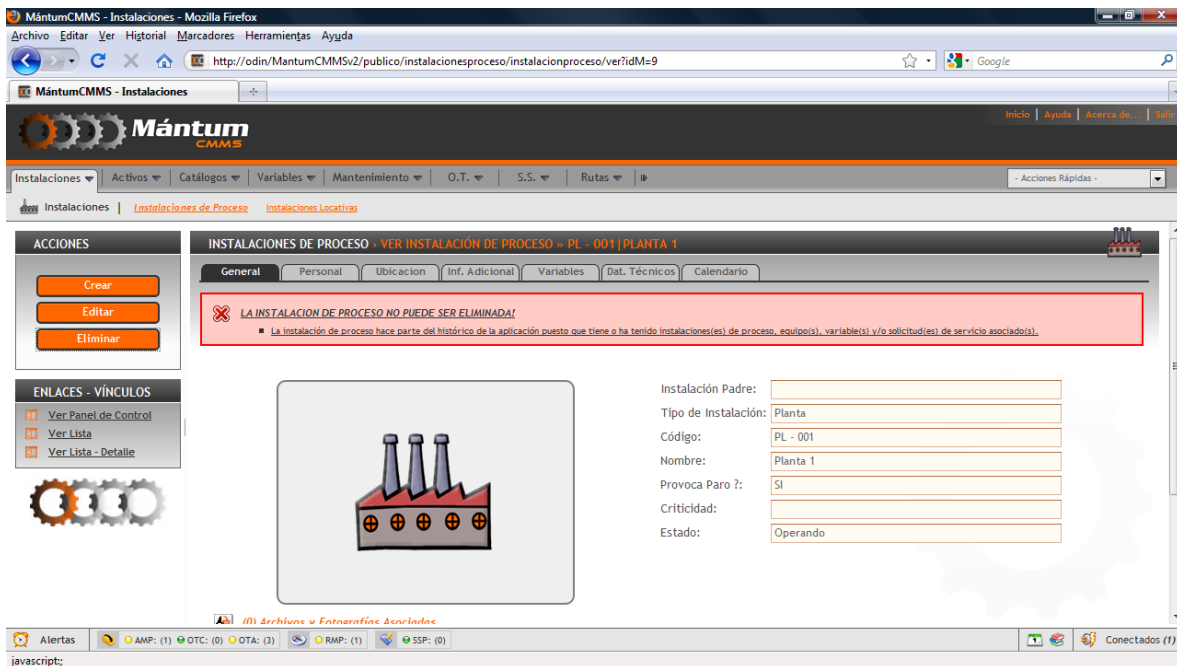 MántumCMMS - Instalaciones - Mozilla Firefox
Archivo Editar Ver Historial Marcadores Herramientas Ayuda
http://odin/MantumCMMSv2/publico/instalacionesproceso/instalacionproceso/ver?idM=9
Google
MántumCMMS - Instalaciones
Inicio | Ayuda | Acerca de... | Salir
Mántum
CMMS
Instalaciones | Activos | Catálogos | Variables | Mantenimiento | O.T. | S.S. | Rutas
- Acciones Rápidas -
Instalaciones | Instalaciones de Proceso Instalaciones Locativas
ACCIONES
Crear
Editar
Eliminar
ENLACES - VÍNCULOS
Ver Panel de Control
Ver Lista
Ver Lista - Detalle
INSTALACIONES DE PROCESO › VER INSTALACIÓN DE PROCESO » PL - 001|PLANTA 1
General Personal Ubicacion Inf. Adicional Variables Dat. Técnicos Calendario
LA INSTALACION DE PROCESO NO PUEDE SER ELIMINADA!
La instalación de proceso hace parte del histórico de la aplicación puesto que tiene o ha tenido instalaciones(es) de proceso, equipo(s), variable(s) y/o solicitud(es) de servicio asociado(s).
Instalación Padre:
Tipo de Instalación: Planta
Código: PL - 001
Nombre: Planta 1
Provoca Paro ?: SI
Criticidad:
Estado: Operando
(0) Archivos y Fotografías Asociadas
Alertas AMP: (1) OTC: (0) OTA: (3) RMP: (1) SSP: (0) Conectados (1)
javascript:;